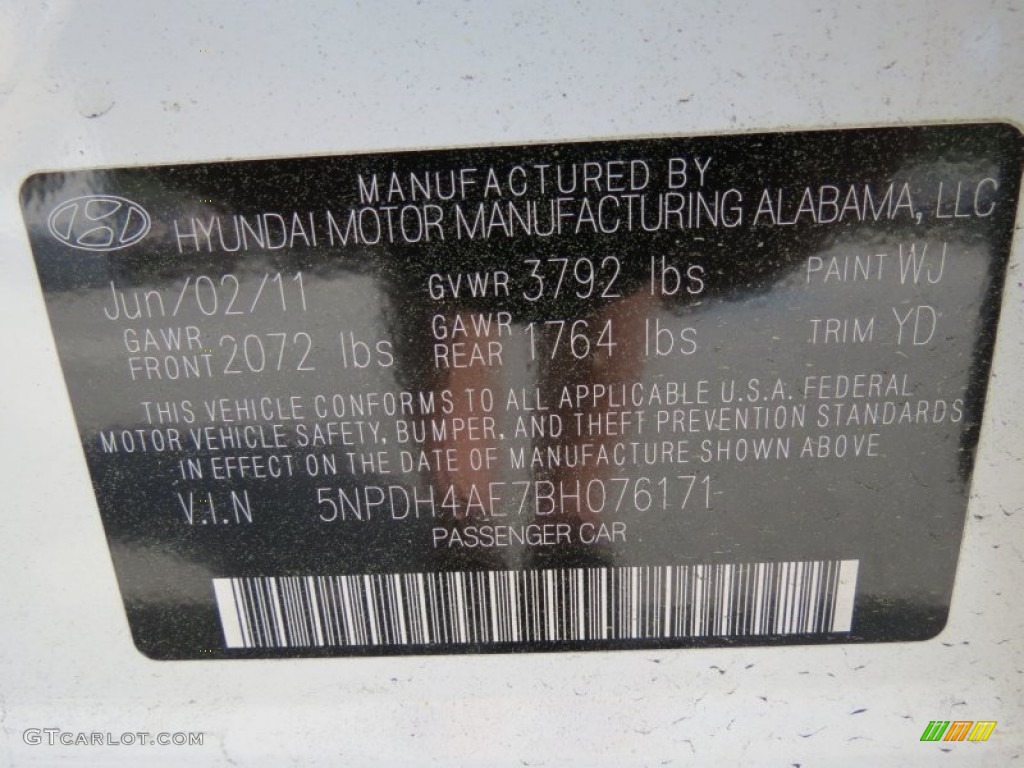 MANUFACTURED BY
HYUNDAI MOTOR MANUFACTURING ALABAMA, LLC
Jun/02/11 GVWR 3792 lbs PAINT WJ
GAWR FRONT 2072 lbs GAWR REAR 1764 lbs TRIM YD
THIS VEHICLE CONFORMS TO ALL APPLICABLE U.S.A. FEDERAL
MOTOR VEHICLE SAFETY, BUMPER, AND THEFT PREVENTION STANDARDS
IN EFFECT ON THE DATE OF MANUFACTURE SHOWN ABOVE
V.I.N 5NPDH4AE7BH076171
PASSENGER CAR
GTCARLOT.COM